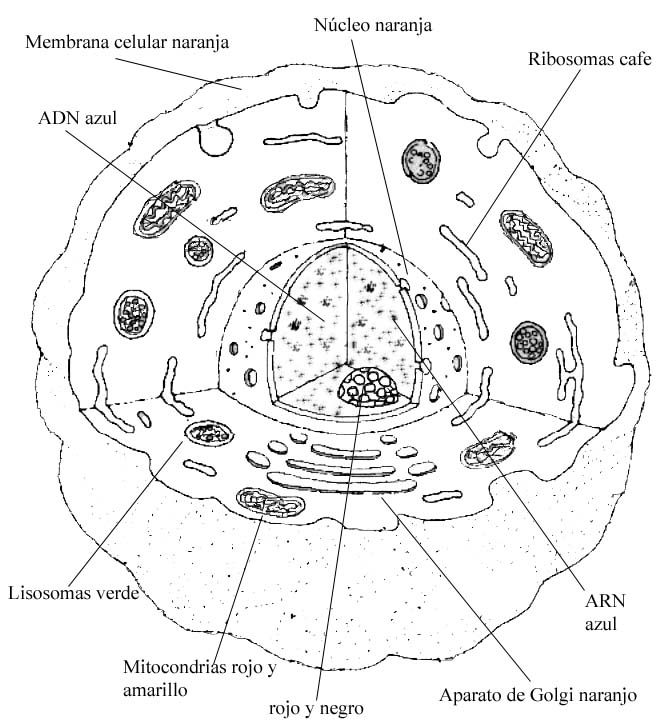 Núcleo naranja
Membrana celular naranja
Ribosomas cafe
ADN azul
Lisosomas verde
ARN
azul
Mitocondrias rojo y
amarillo
Aparato de Golgi naranjo
rojo y negro